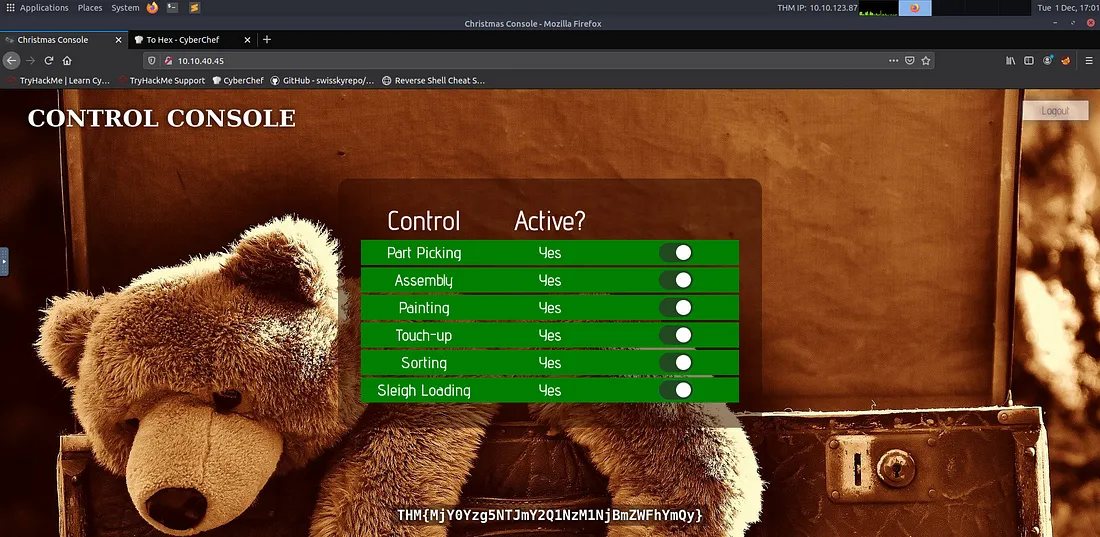 Applications Places System THM IP: 10.10.123.87 Tue 1 Dec, 17:01
Christmas Console - Mozilla Firefox
Christmas Console To Hex - CyberChef
10.10.40.45
TryHackMe | Learn Cy… TryHackMe Support CyberChef GitHub - swisskyrepo/… Reverse Shell Cheat S…
CONTROL CONSOLE
Logout
Control Active?
Part Picking Yes
Assembly Yes
Painting Yes
Touch-up Yes
Sorting Yes
Sleigh Loading Yes
THM{MjY0Yzg5NTJmY2Q1NzM1NjBmZWFhYmQy}